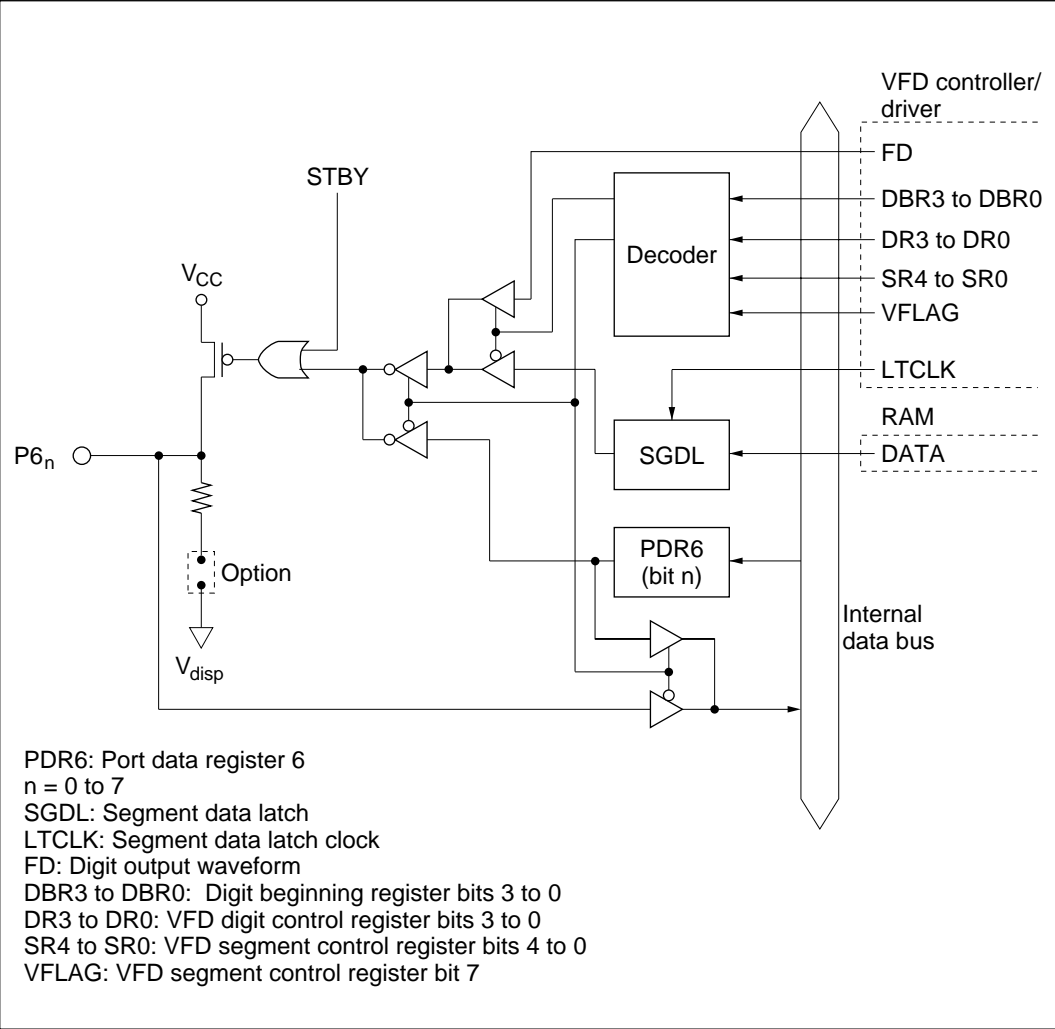 VFD controller/
driver
FD
STBY
DBR3 to DBR0
Decoder
DR3 to DR0
VCC
SR4 to SR0
VFLAG
LTCLK
RAM
P6n
SGDL
DATA
PDR6
(bit n)
Option
Internal
data bus
Vdisp
PDR6: Port data register 6
n = 0 to 7
SGDL: Segment data latch
LTCLK: Segment data latch clock
FD: Digit output waveform
DBR3 to DBR0:  Digit beginning register bits 3 to 0
DR3 to DR0: VFD digit control register bits 3 to 0
SR4 to SR0: VFD segment control register bits 4 to 0
VFLAG: VFD segment control register bit 7